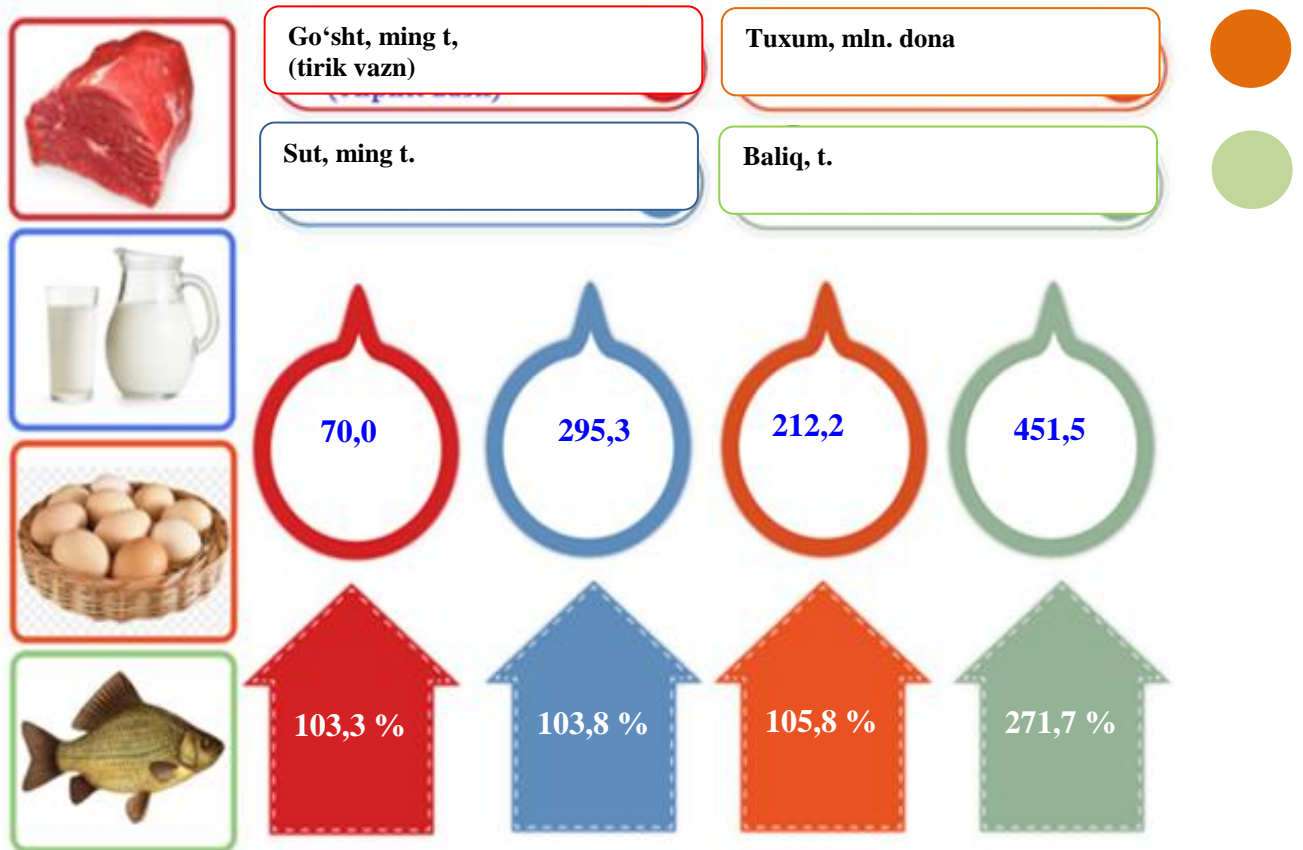 Go‘sht, ming t,
(tirik vazn)
Tuxum, mln. dona
Sut, ming t.
Baliq, t.
70,0
295,3
212,2
451,5
103,3 %
103,8 %
105,8 %
271,7 %